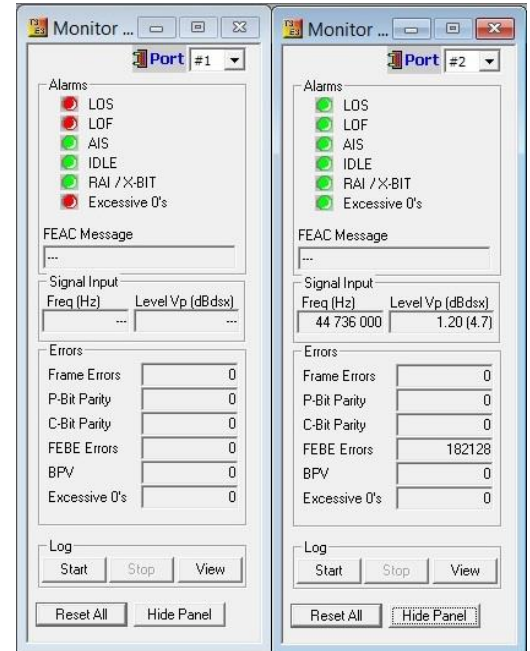 Monitor ...
Port #1
Alarms
LOS
LOF
AIS
IDLE
RAI / X-BIT
Excessive 0's
FEAC Message
---
Signal Input
Freq (Hz) Level Vp (dBdsx)
--- ---
Errors
Frame Errors 0
P-Bit Parity 0
C-Bit Parity 0
FEBE Errors 0
BPV 0
Excessive 0's 0
Log
Start Stop View
Reset All Hide Panel
Monitor ...
Port #2
Alarms
LOS
LOF
AIS
IDLE
RAI / X-BIT
Excessive 0's
FEAC Message
---
Signal Input
Freq (Hz) Level Vp (dBdsx)
44 736 000 1.20 (4.7)
Errors
Frame Errors 0
P-Bit Parity 0
C-Bit Parity 0
FEBE Errors 182128
BPV 0
Excessive 0's 0
Log
Start Stop View
Reset All Hide Panel